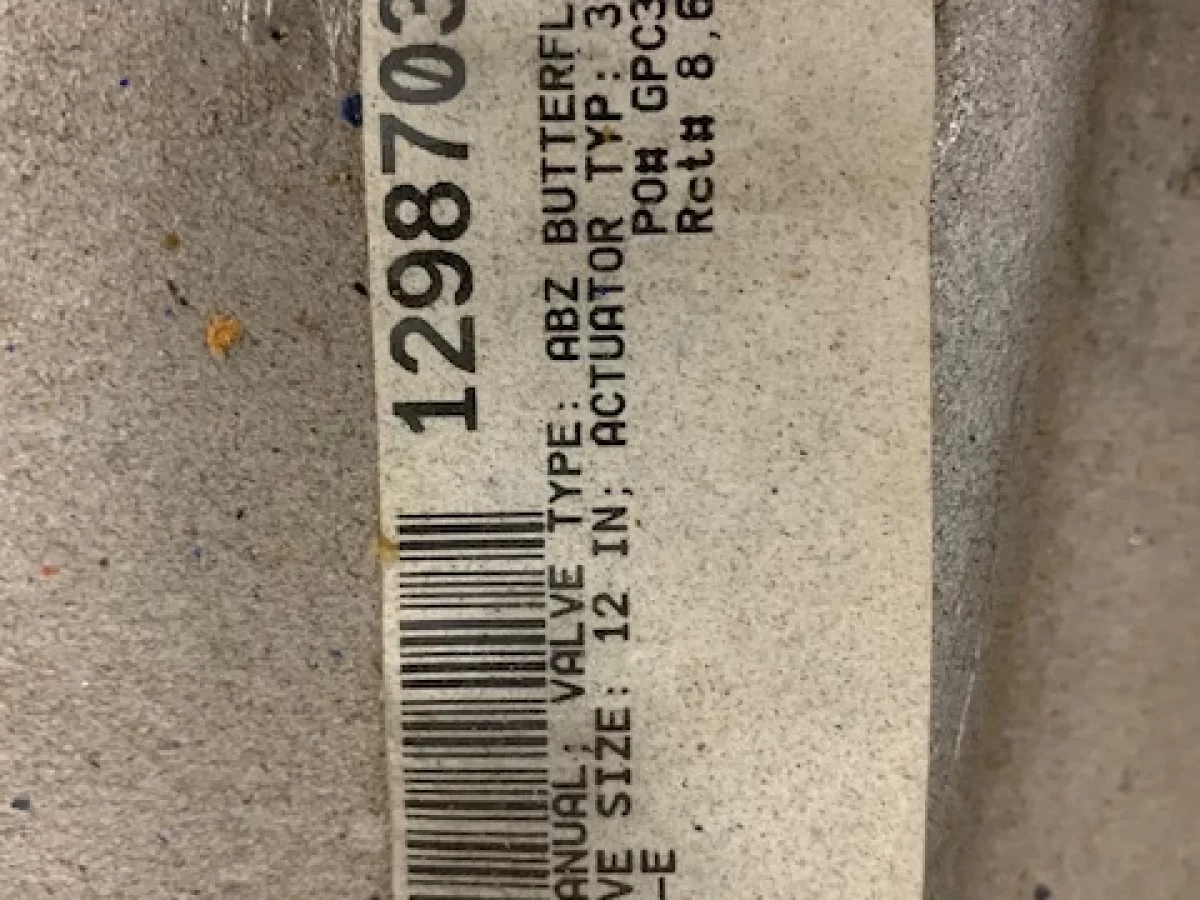 1298703
ANUAL; VALVE TYPE: ABZ BUTTERFL
VE SIZE: 12 IN; ACTUATOR TYP: 3
-E PO# GPC3
Rct# 8,6